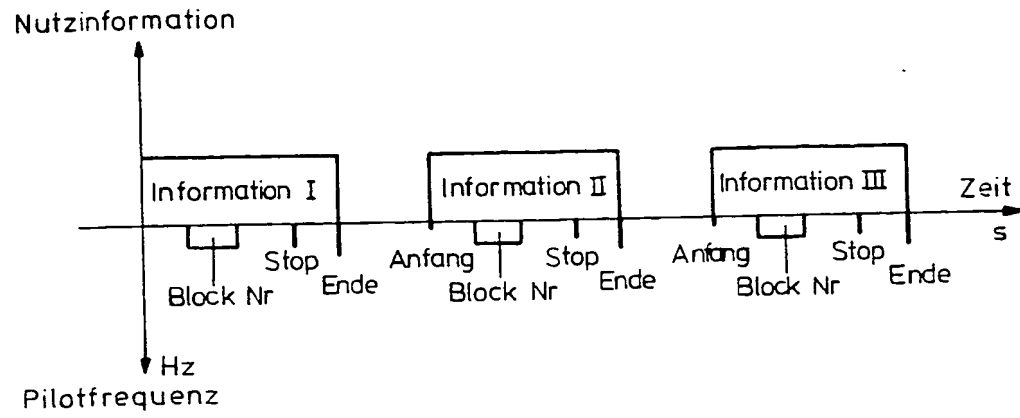 Nutzinformation
Information I
Information II
Information III
Zeit
s
Stop
Ende
Block Nr
Anfang
Stop
Ende
Block Nr
Anfang
Stop
Ende
Block Nr
Hz
Pilotfrequenz